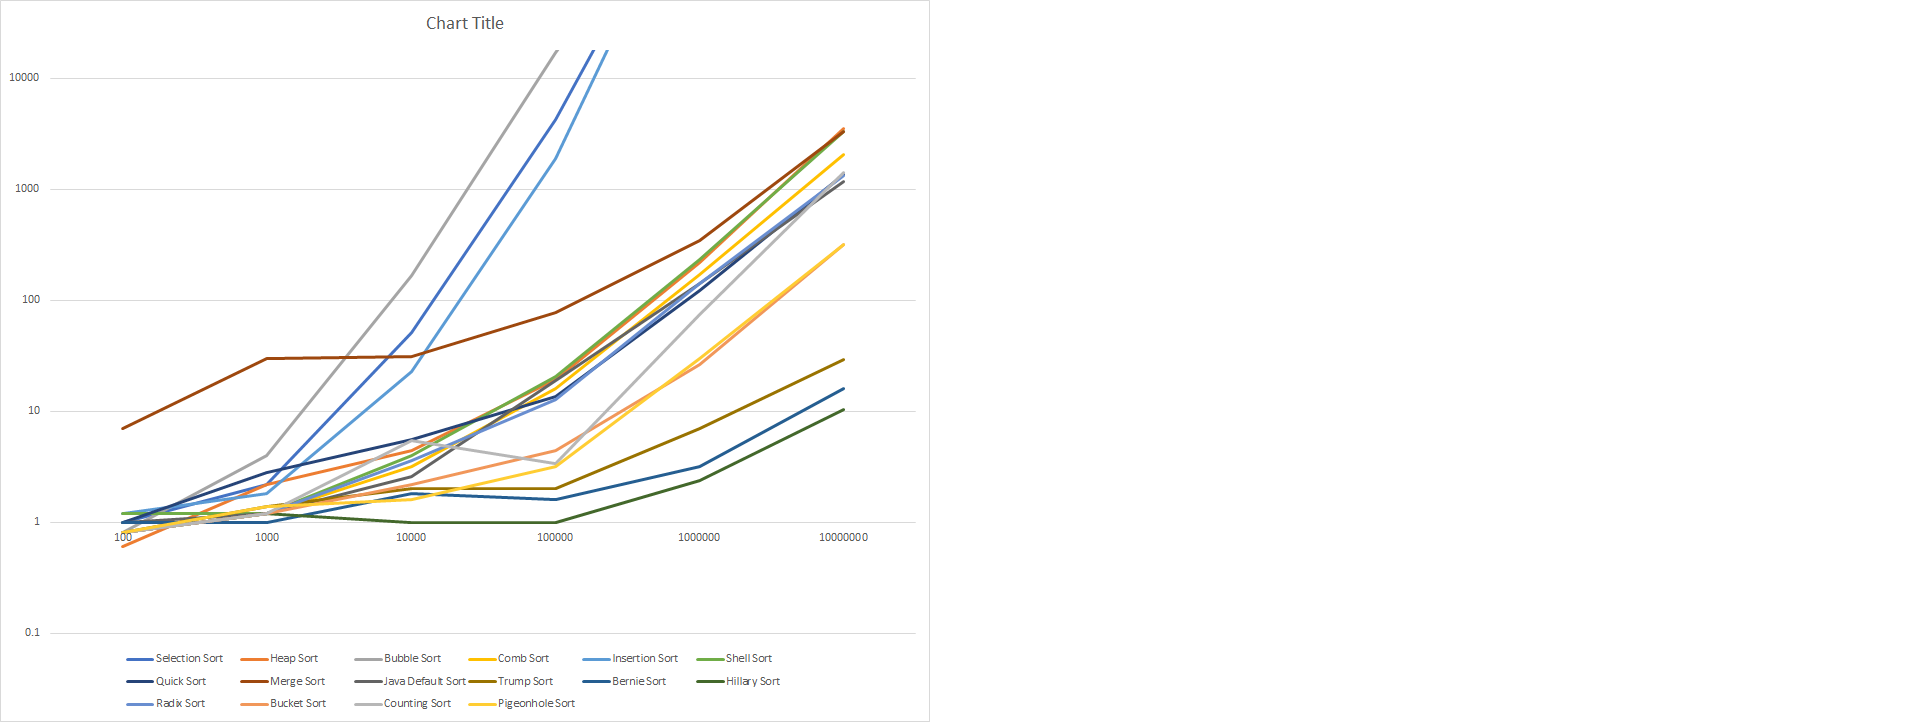 Chart Title
10000
1000
100
10
1
100 1000 10000 100000 1000000 10000000
0.1
Selection Sort Heap Sort Bubble Sort Comb Sort Insertion Sort Shell Sort
Quick Sort Merge Sort Java Default Sort Trump Sort Bernie Sort Hillary Sort
Radix Sort Bucket Sort Counting Sort Pigeonhole Sort